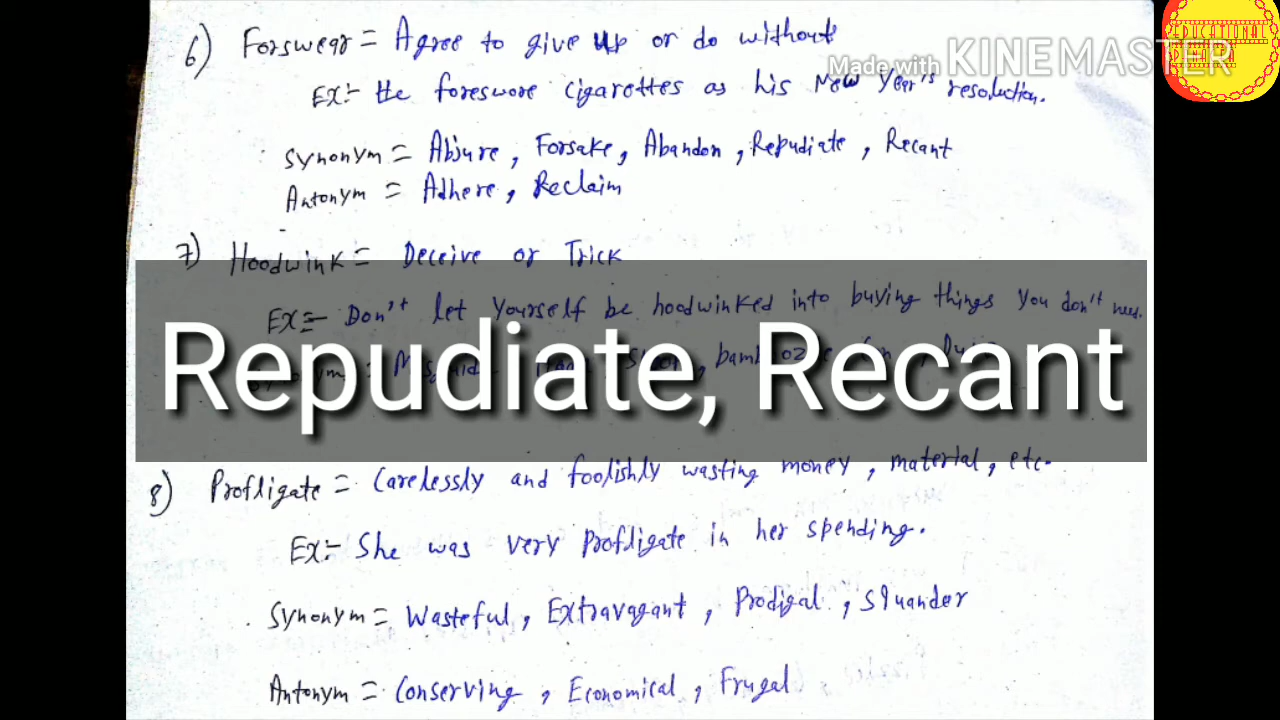 6) Forswear = Agree to give up or do without
Made with KINEMASTER
EDUCATIONAL
EX:- He foreswore cigarettes as his New Year's resolution.
Synonym = Abjure, Forsake, Abandon, Repudiate, Recant
Antonym = Adhere, Reclaim
7) Hoodwink = Deceive or Trick
EX:- Don't let Yourself be hoodwinked into buying things you don't need.
Repudiate, Recant
8) Profligate = Carelessly and foolishly wasting money, material, etc.
EX:- She was very Profligate in her spending.
Synonym = Wasteful, Extravagant, Prodigal, squander
Antonym = Conserving, Economical, Frugal